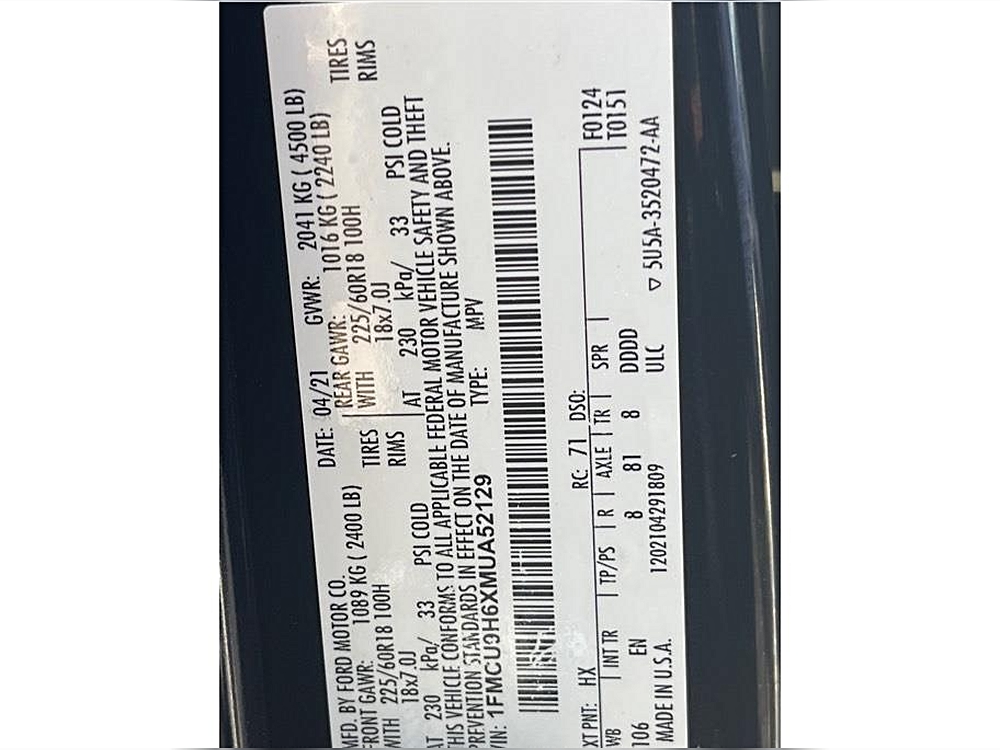 MFD. BY FORD MOTOR CO.
DATE: 04/21 GVWR: 2041 KG ( 4500 LB)
FRONT GAWR: 1089 KG ( 2400 LB) REAR GAWR: 1016 KG ( 2240 LB)
WITH 225/60R18 100H TIRES WITH 225/60R18 100H TIRES
18x7.0J RIMS 18x7.0J RIMS
AT 230 kPa/ 33 PSI COLD AT 230 kPa/ 33 PSI COLD
THIS VEHICLE CONFORMS TO ALL APPLICABLE FEDERAL MOTOR VEHICLE SAFETY AND THEFT
PREVENTION STANDARDS IN EFFECT ON THE DATE OF MANUFACTURE SHOWN ABOVE.
VIN: 1FMCU9H6XMUA52129 TYPE: MPV
EXT PNT: HX RC: 71 DSO: F0124
WB INT TR TP/PS R AXLE TR SPR T0151
106 EN 8 81 8 DDDD
MADE IN U.S.A. 1202104291809 ULC ▽ 5U5A-3520472-AA